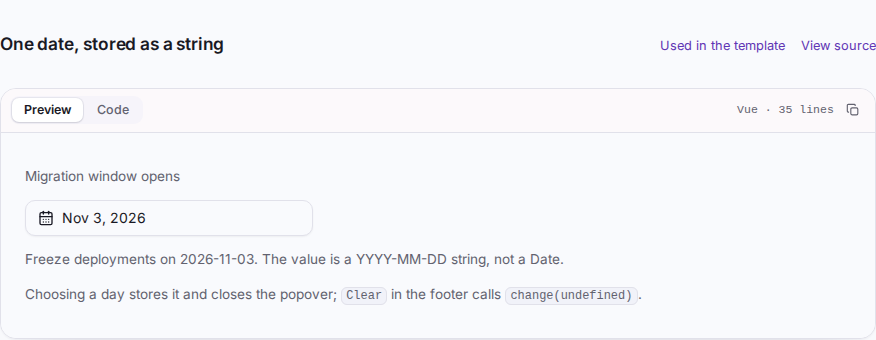 One date, stored as a string
Used in the template View source
Preview Code
Vue · 35 lines
Migration window opens
Nov 3, 2026
Freeze deployments on 2026-11-03. The value is a YYYY-MM-DD string, not a Date.
Choosing a day stores it and closes the popover; Clear in the footer calls change(undefined).